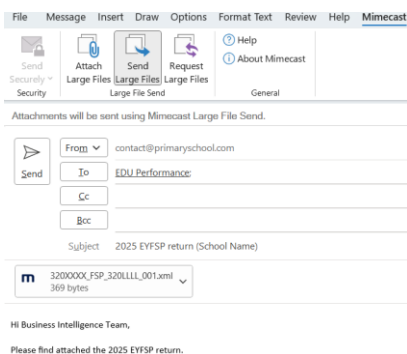 File Message Insert Draw Options Format Text Review Help Mimecast
Send Securely
Attach Large Files
Send Large Files
Request Large Files
Help
About Mimecast
Security Large File Send General
Attachments will be sent using Mimecast Large File Send.
Send
From contact@primaryschool.com
To EDU Performance;
Cc
Bcc
Subject 2025 EYFSP return (School Name)
m 320XXXX_FSP_320LLLL_001.xml
369 bytes
Hi Business Intelligence Team,
Please find attached the 2025 EYFSP return.